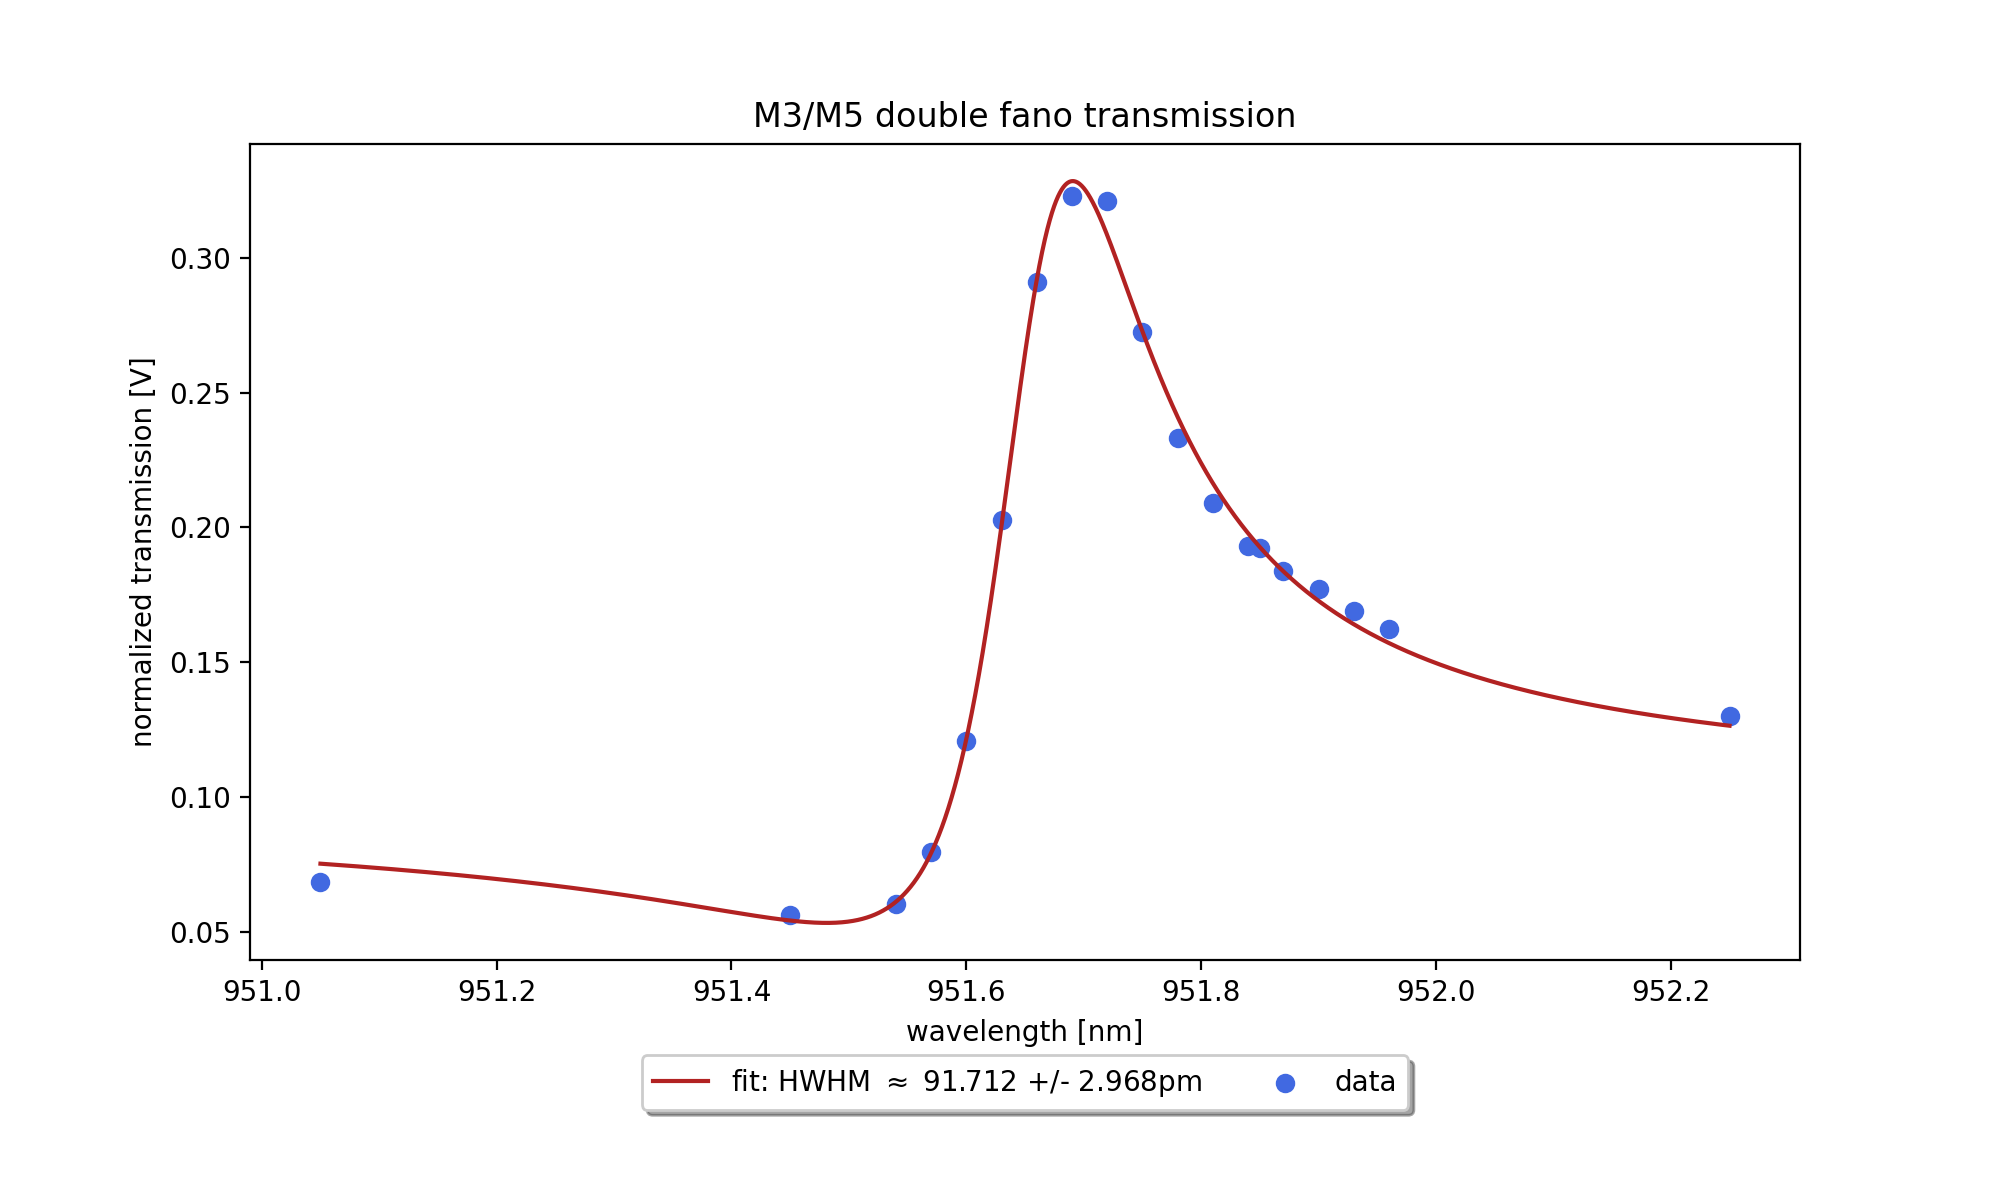 M3/M5 double fano transmission
normalized transmission [V]
0.30
0.25
0.20
0.15
0.10
0.05
951.0 951.2 951.4 951.6 951.8 952.0 952.2
wavelength [nm]
fit: HWHM ≈ 91.712 +/- 2.968pm data